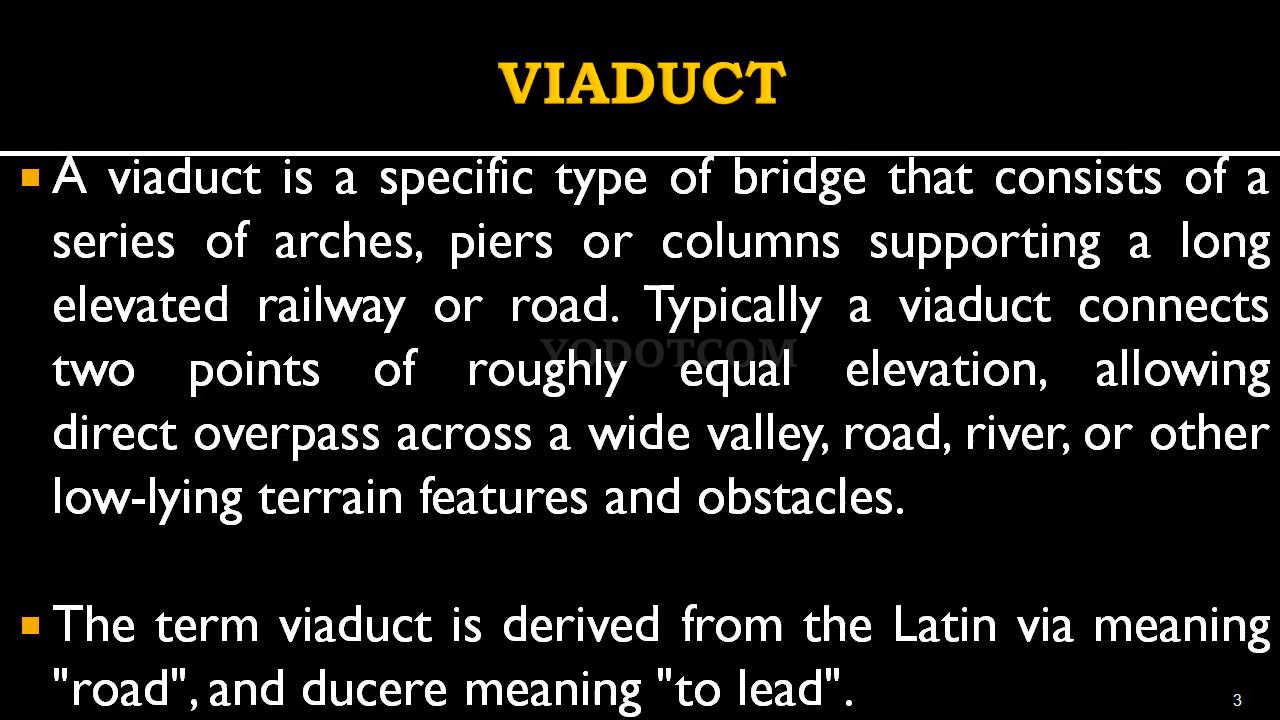 VIADUCT
A viaduct is a specific type of bridge that consists of a
series of arches, piers or columns supporting a long
elevated railway or road. Typically a viaduct connects
two points of roughly equal elevation, allowing
direct overpass across a wide valley, road, river, or other
low-lying terrain features and obstacles.
YODOTCOM
The term viaduct is derived from the Latin via meaning
"road", and ducere meaning "to lead".
3